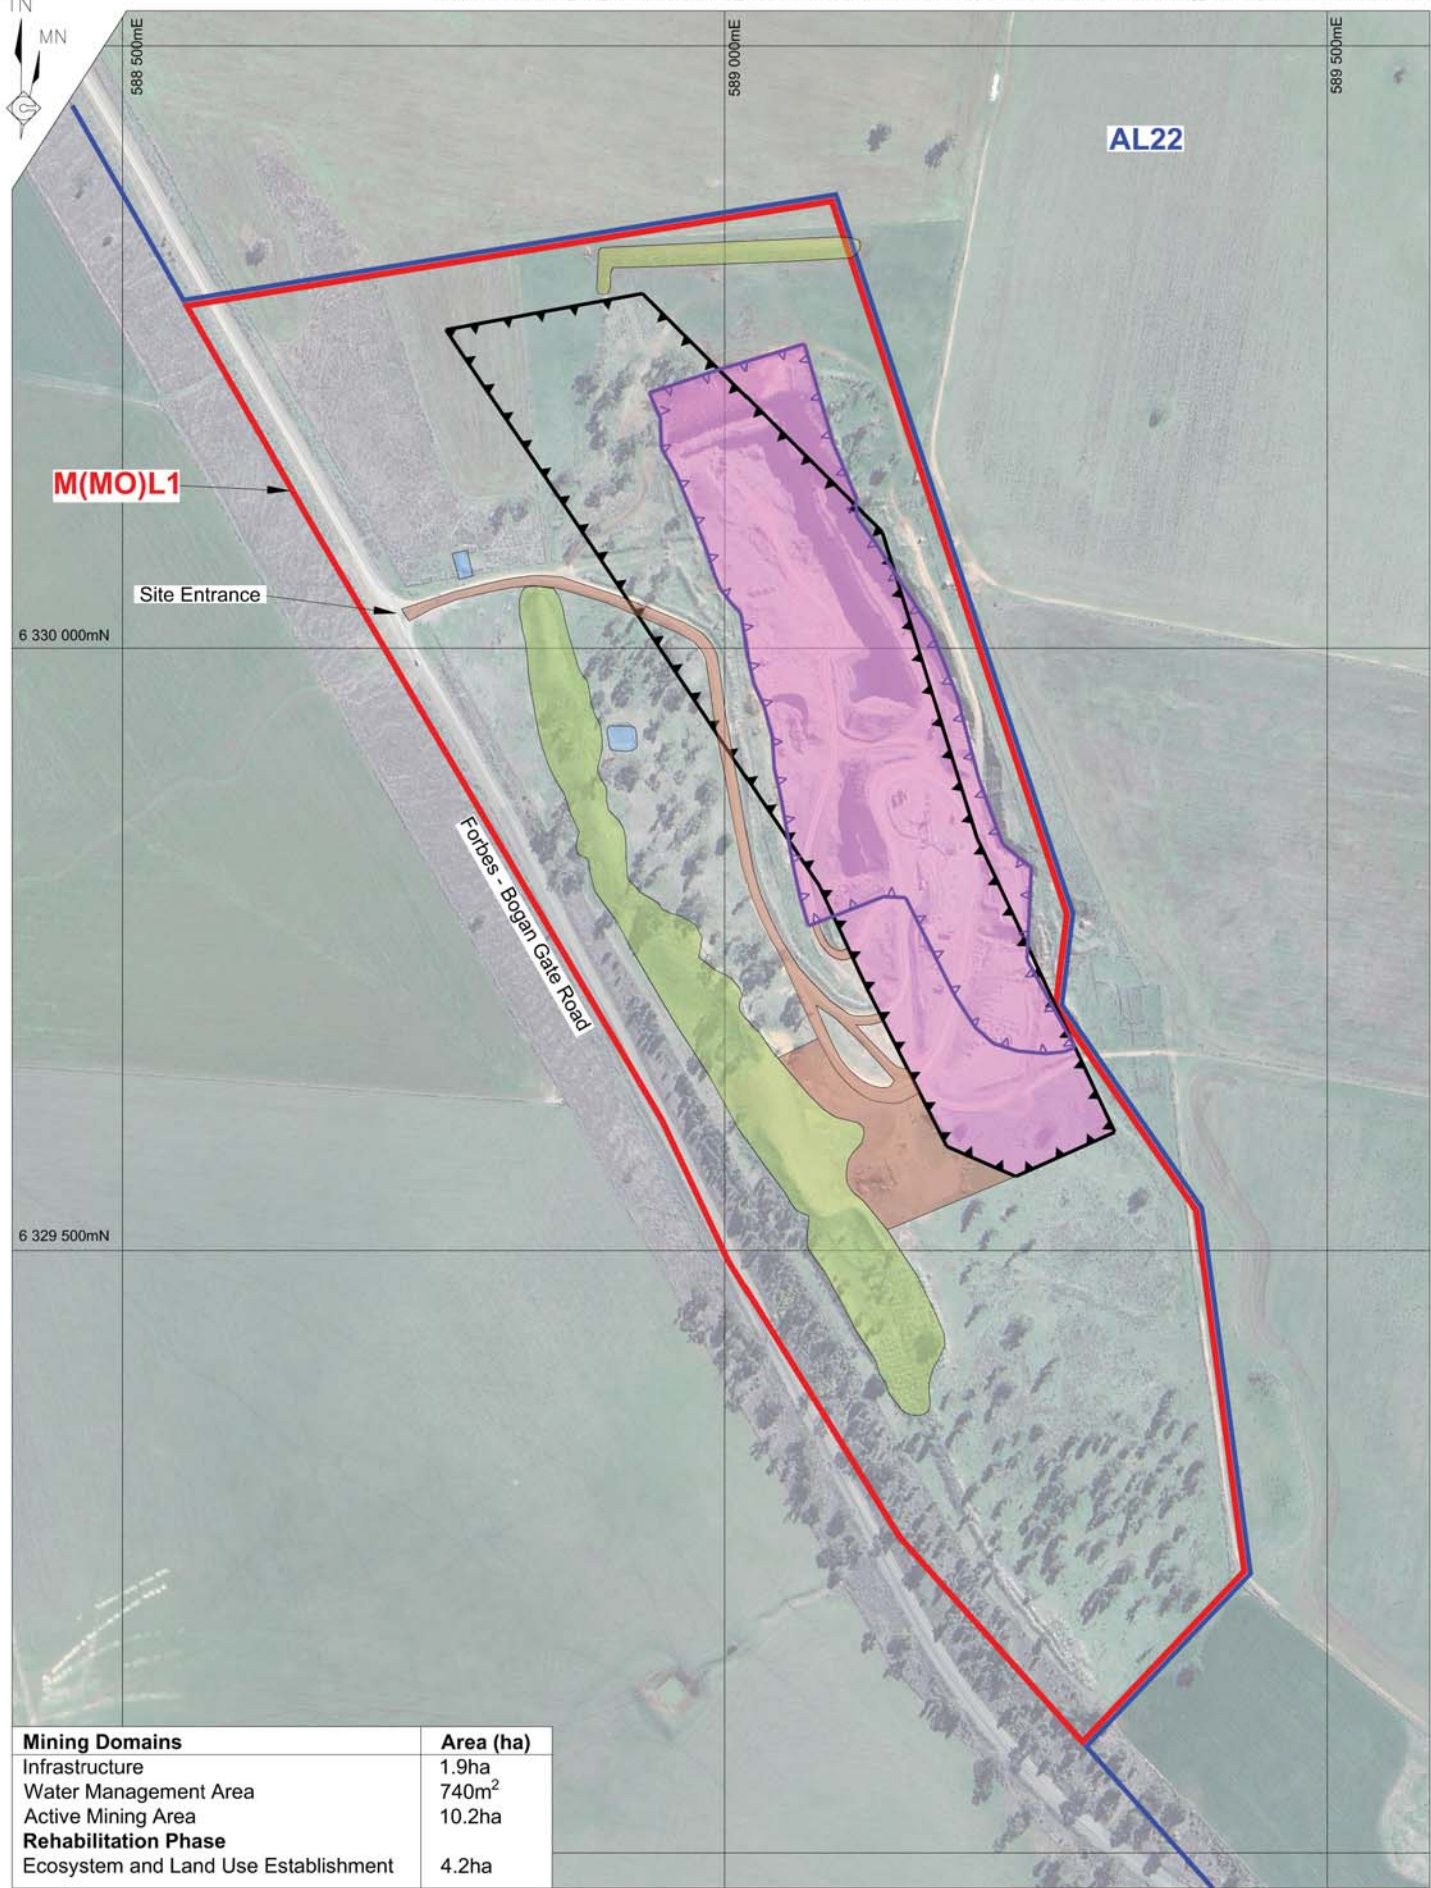 TN
MN
588 500mE
589 000mE
589 500mE
AL22
M(MO)L1
Site Entrance
6 330 000mN
Forbes - Bogan Gate Road
6 329 500mN
Mining Domains Area (ha)
Infrastructure 1.9ha
Water Management Area 740m²
Active Mining Area 10.2ha
Rehabilitation Phase
Ecosystem and Land Use Establishment 4.2ha